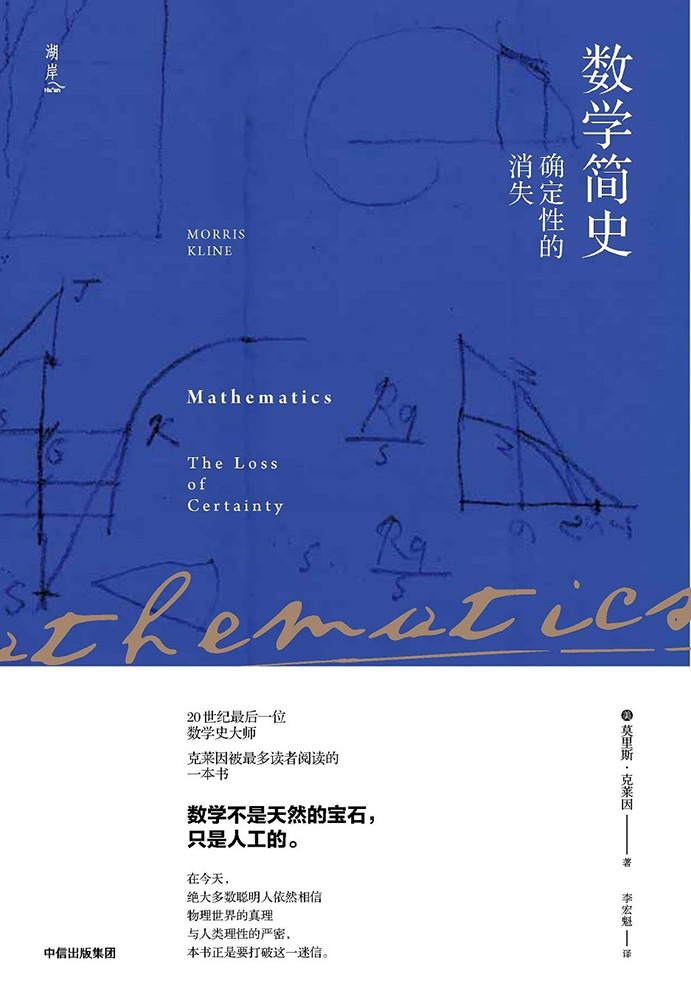 湖岸
Hu'an
数学简史
确定性的
消失
MORRIS
KLINE
J
G
K
Mathematics
Rq
s
The Loss
of
Certainty
s. Rq
s
S
athematics
20世纪最后一位
数学史大师
克莱因被最多读者阅读的
一本书
数学不是天然的宝石，
只是人工的。
在今天，
绝大多数聪明人依然相信
物理世界的真理
与人类理性的严密，
本书正是要打破这一迷信。
美 莫里斯·克莱因 著
李宏魁 译
中信出版集团